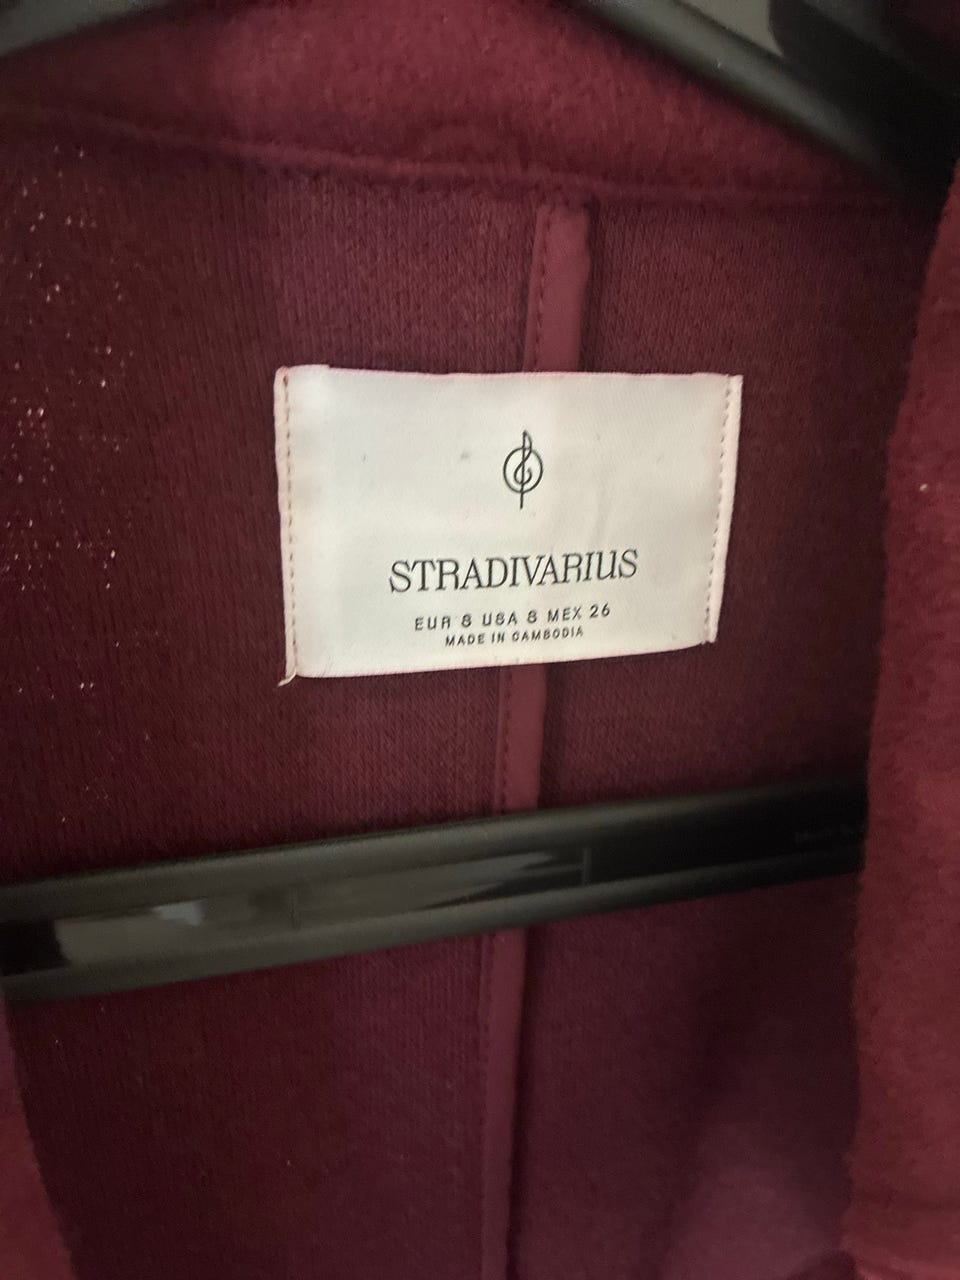 STRADIVARIUS
EUR S USA S MEX 26
MADE IN CAMBODIA